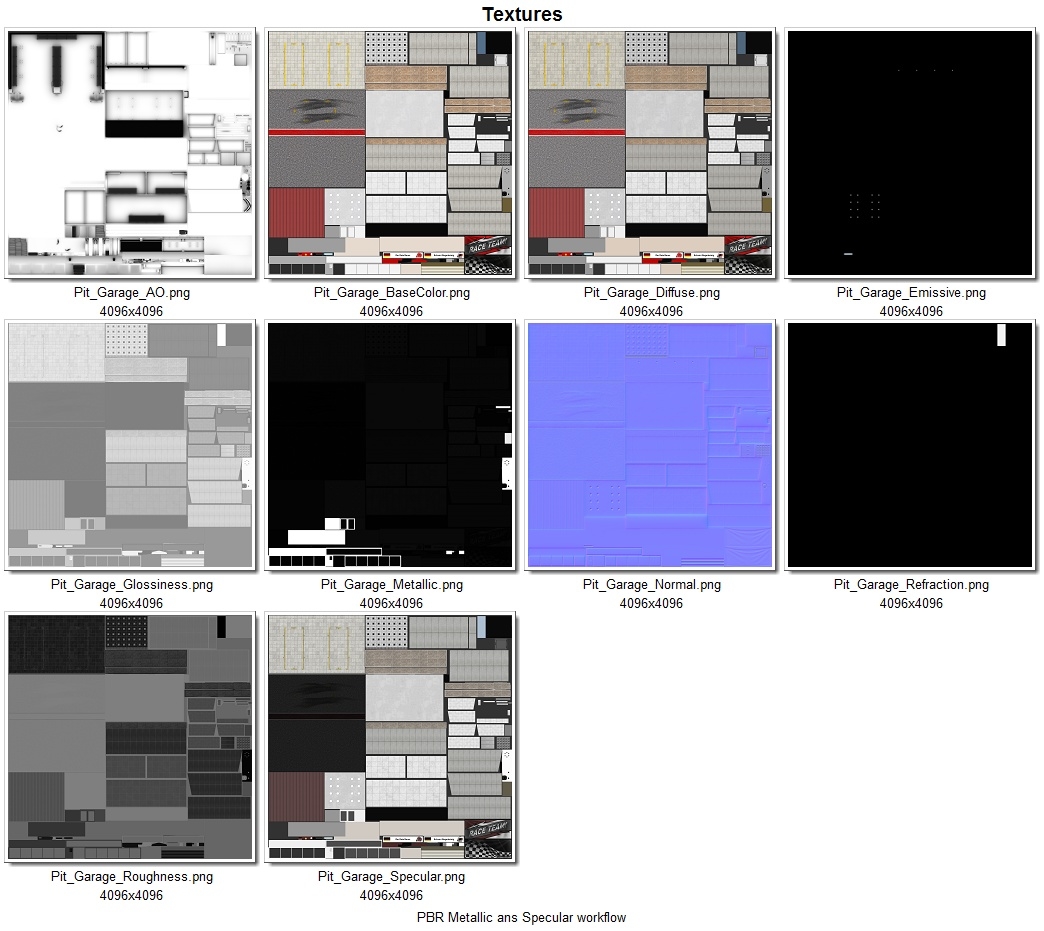 Textures
Pit_Garage_AO.png
4096x4096
Pit_Garage_BaseColor.png
4096x4096
Pit_Garage_Diffuse.png
4096x4096
Pit_Garage_Emissive.png
4096x4096
RACE TEAM
RACE TEAM
Pit_Garage_Glossiness.png
4096x4096
Pit_Garage_Metallic.png
4096x4096
Pit_Garage_Normal.png
4096x4096
Pit_Garage_Refraction.png
4096x4096
Pit_Garage_Roughness.png
4096x4096
Pit_Garage_Specular.png
4096x4096
RACE TEAM
PBR Metallic ans Specular workflow